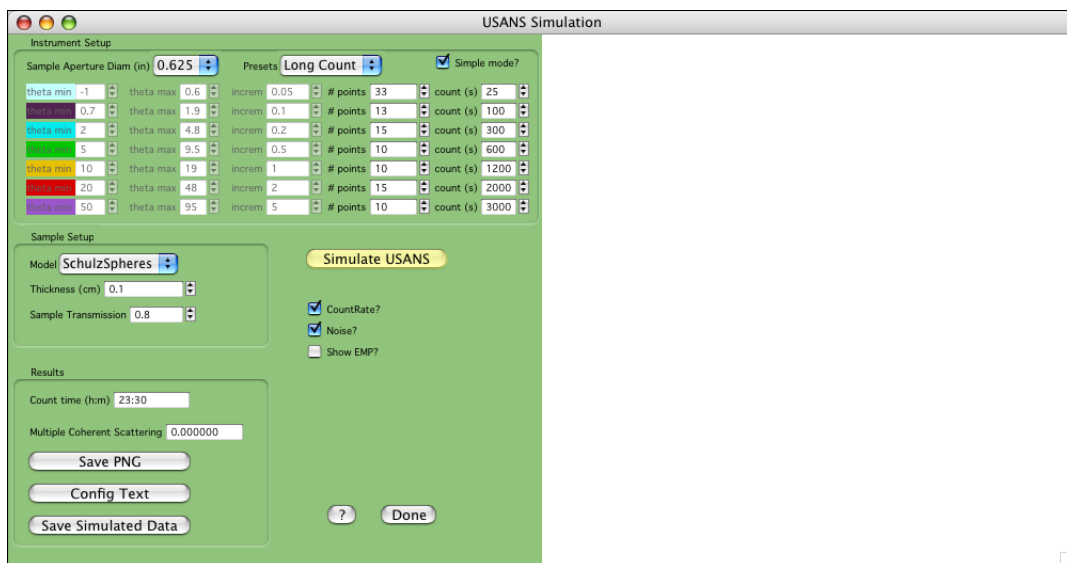 USANS Simulation
Instrument Setup
Sample Aperture Diam (in) 0.625 Presets Long Count Simple mode?
theta min -1 theta max 0.6 increm 0.05 # points 33 count (s) 25
theta min 0.7 theta max 1.9 increm 0.1 # points 13 count (s) 100
theta min 2 theta max 4.8 increm 0.2 # points 15 count (s) 300
theta min 5 theta max 9.5 increm 0.5 # points 10 count (s) 600
theta min 10 theta max 19 increm 1 # points 10 count (s) 1200
theta min 20 theta max 48 increm 2 # points 15 count (s) 2000
theta min 50 theta max 95 increm 5 # points 10 count (s) 3000
Sample Setup
Model SchulzSpheres
Thickness (cm) 0.1
Sample Transmission 0.8
Simulate USANS
CountRate?
Noise?
Show EMP?
Results
Count time (h:m) 23:30
Multiple Coherent Scattering 0.000000
Save PNG
Config Text
Save Simulated Data
? Done